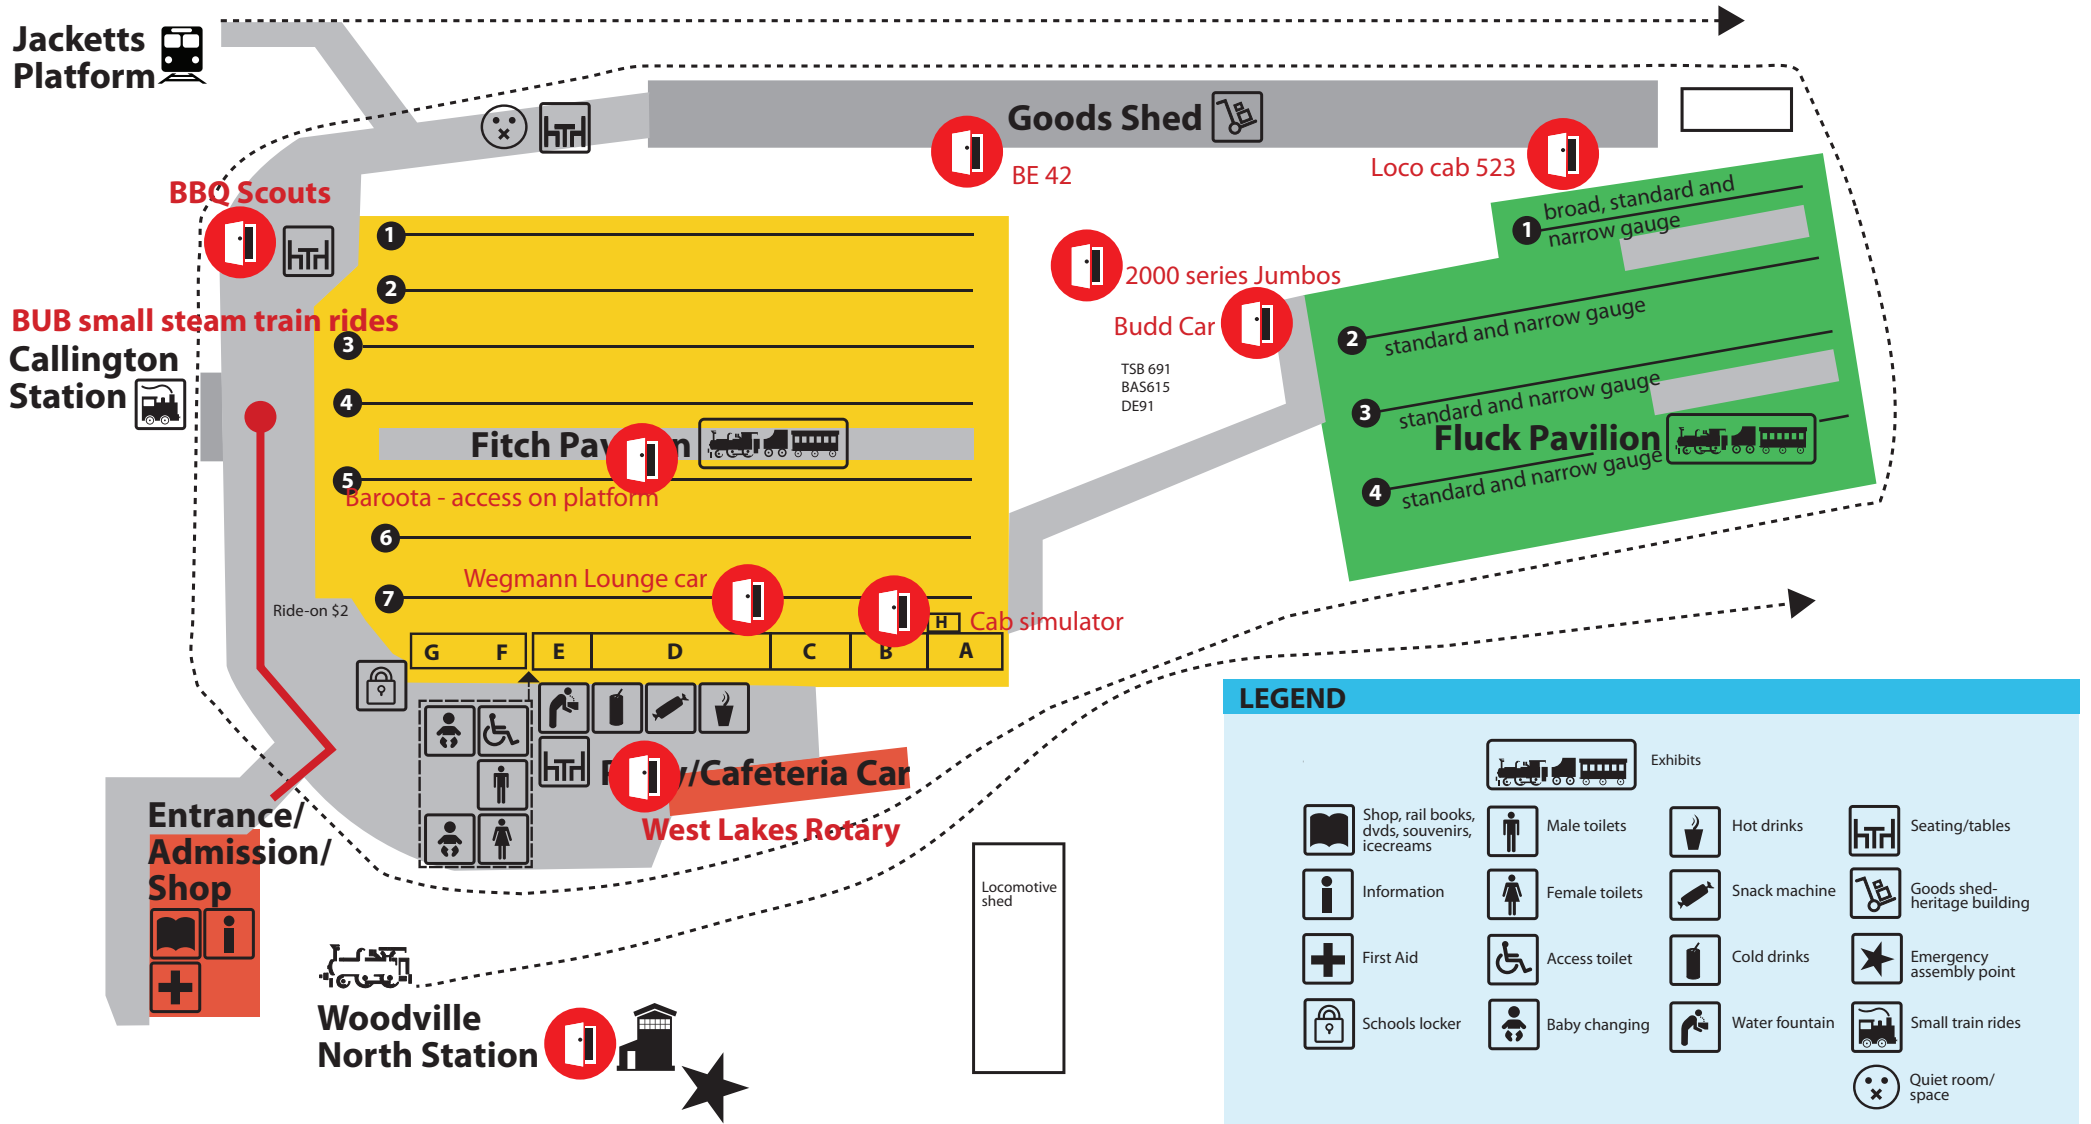 Jacketts
Platform
Goods Shed
BE 42
Loco cab 523
BBQ Scouts
1
2
3
4
5
6
7
broad, standard and
1
narrow gauge
2000 series Jumbos
Budd Car
2
standard and narrow gauge
BUB small steam train rides
Callington
Station
TSB 691
BAS615
DE91
3
standard and narrow gauge
Fitch Pav n
Fluck Pavilion
4
standard and narrow gauge
Baroota - access on platform
Wegmann Lounge car
Ride-on $2
H
Cab simulator
G
F
E
D
C
B
A
/Cafeteria Car
West Lakes Rotary
Entrance/
Admission/
Shop
Locomotive
shed
Woodville
North Station
LEGEND
Exhibits
Shop, rail books,
dvds, souvenirs,
icecreams
Male toilets
Hot drinks
Seating/tables
Information
Female toilets
Snack machine
Goods shed-
heritage building
First Aid
Access toilet
Cold drinks
Emergency
assembly point
Schools locker
Baby changing
Water fountain
Small train rides
Quiet room/
space